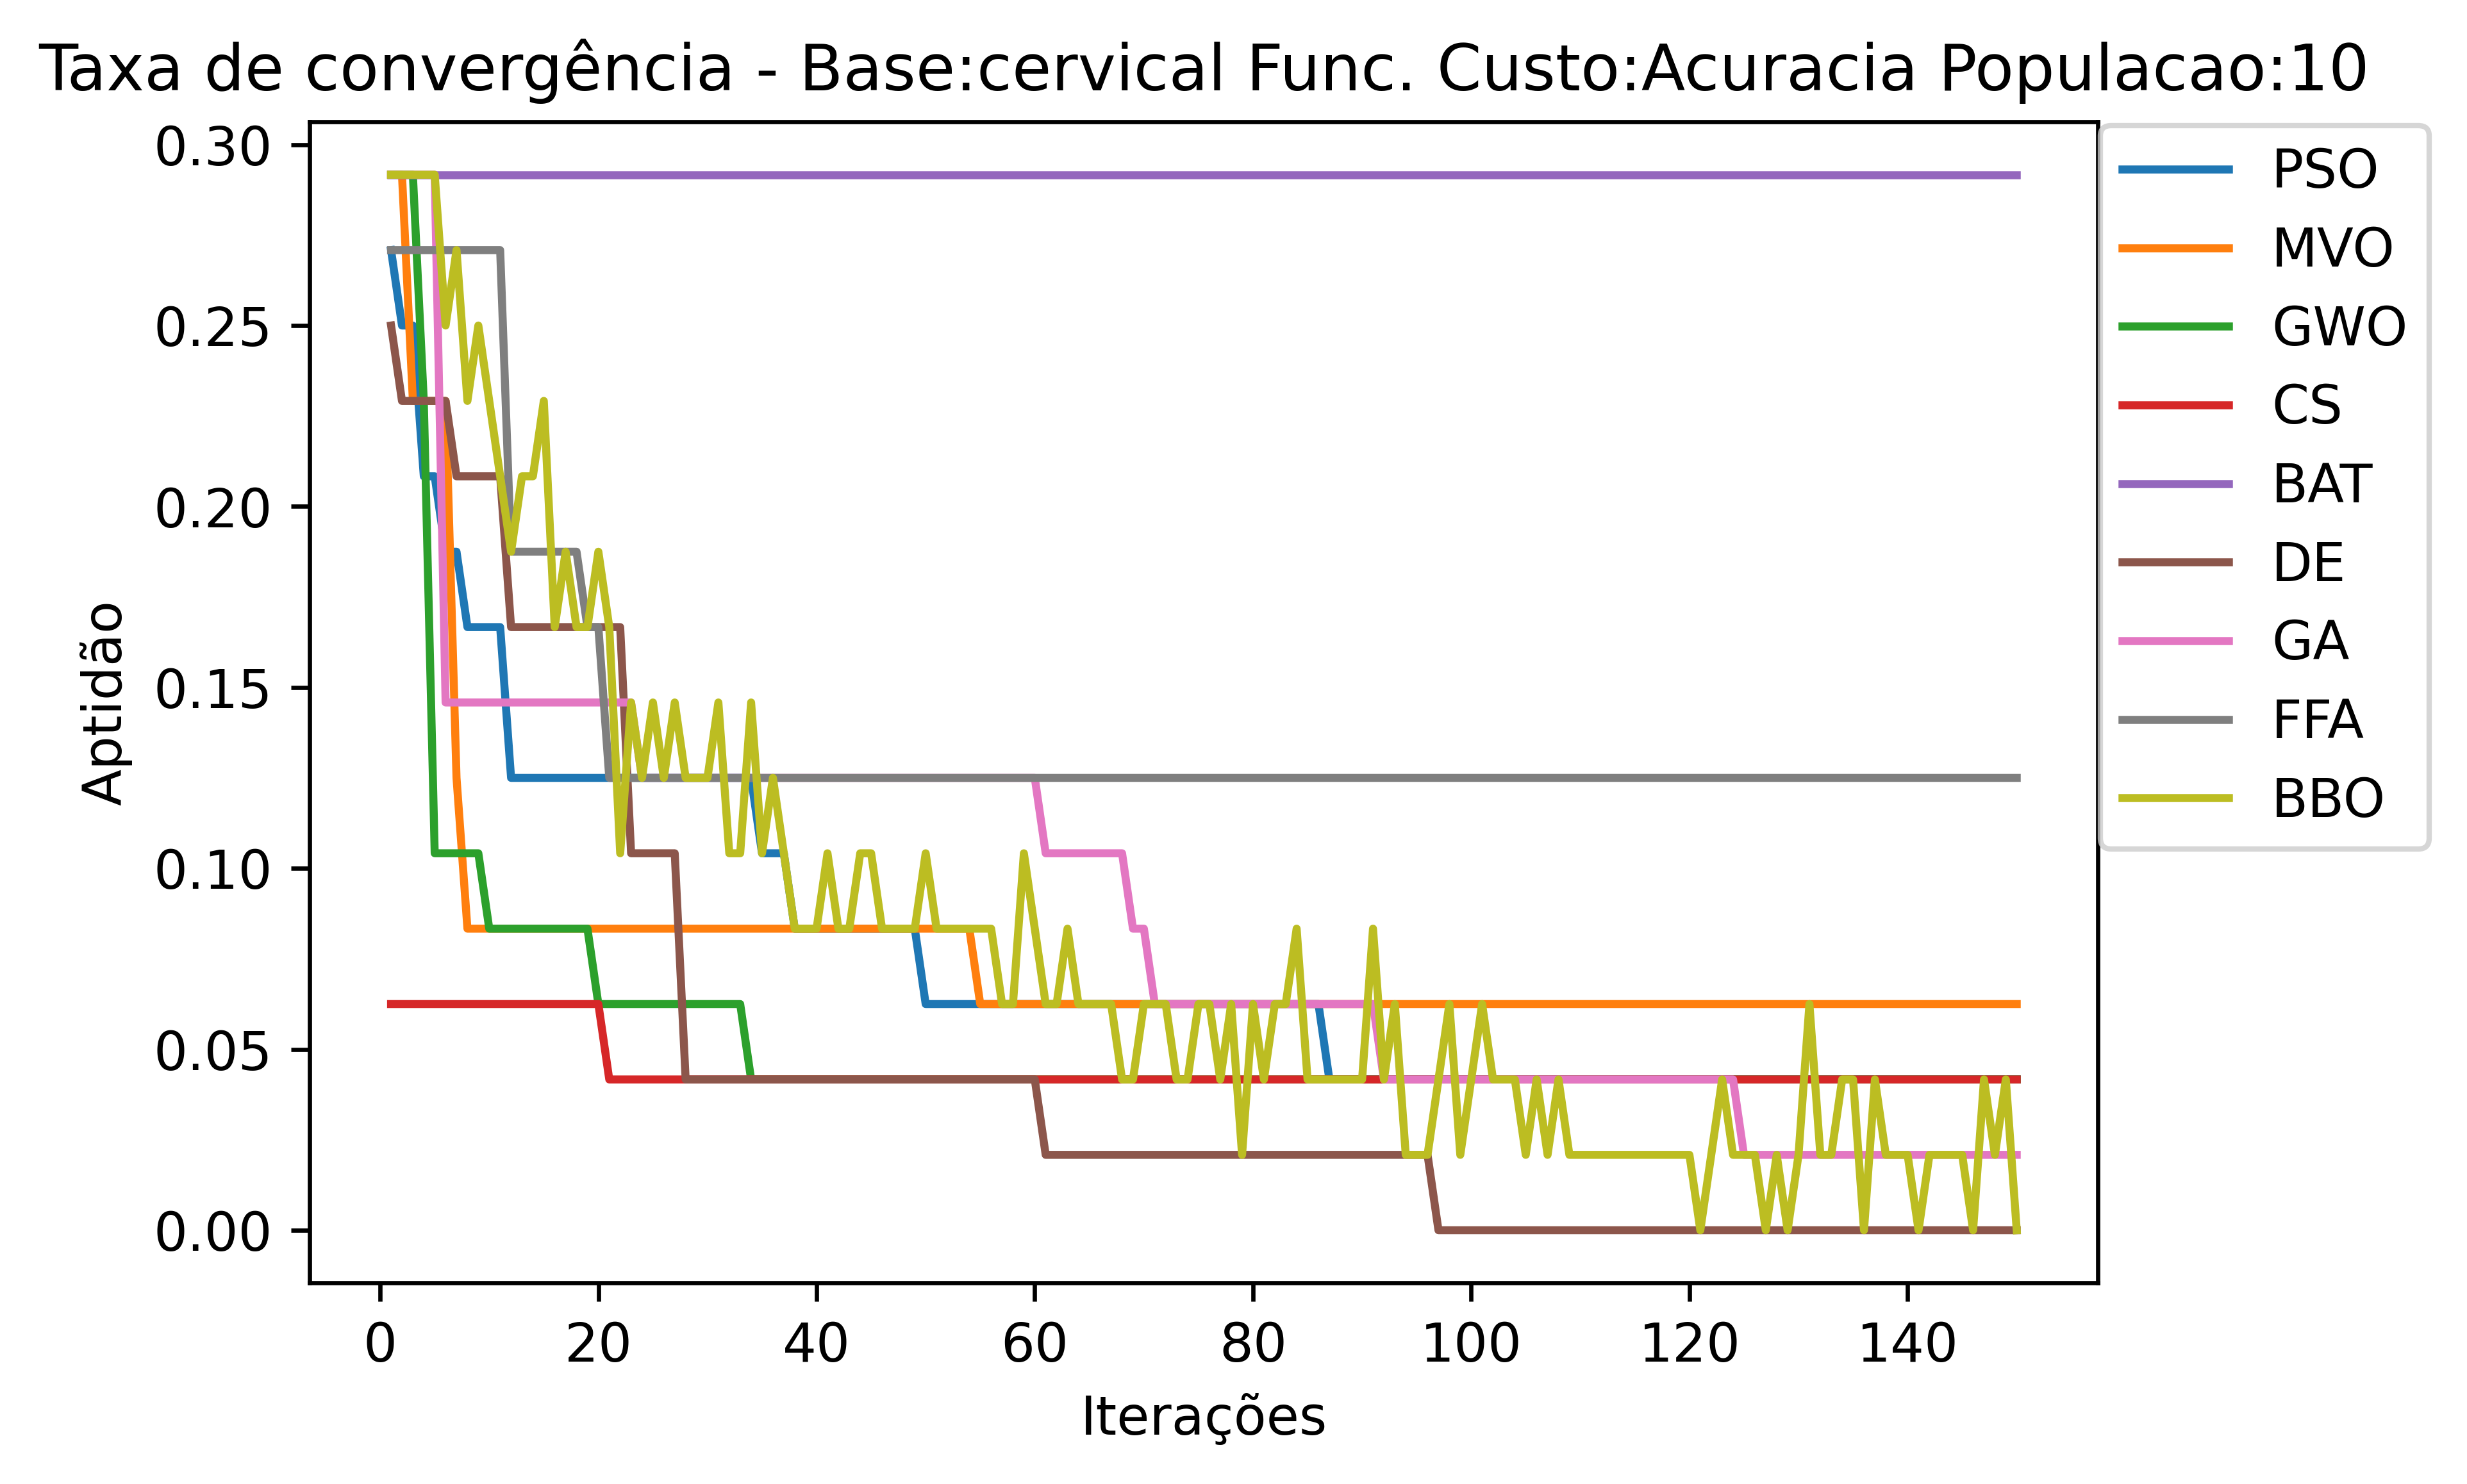 Taxa de convergência - Base:cervical Func. Custo:Acuracia Populacao:10
0.30
0.25
0.20
0.15
0.10
0.05
0.00
Aptidão
0 20 40 60 80 100 120 140
Iterações
PSO
MVO
GWO
CS
BAT
DE
GA
FFA
BBO